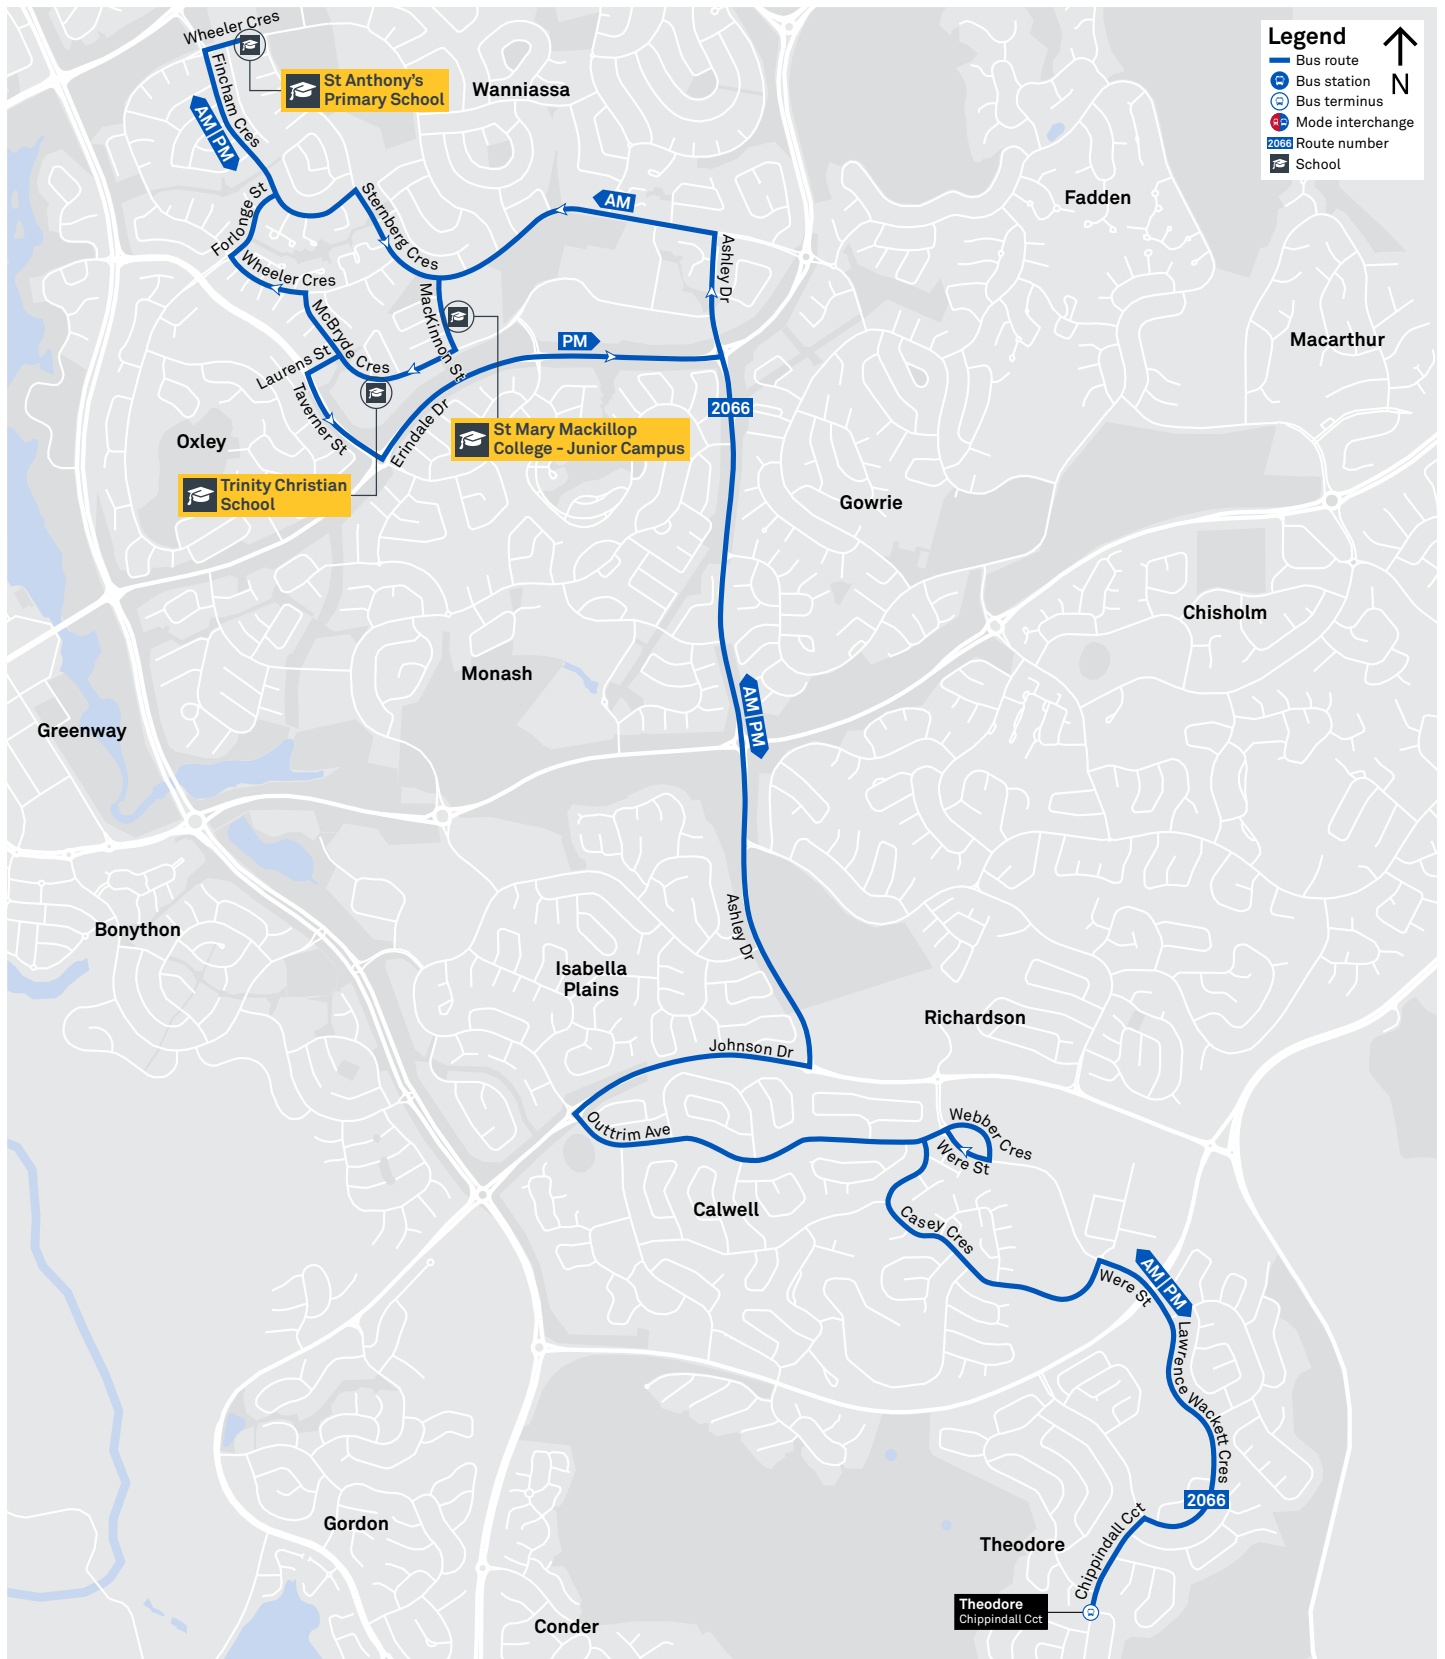 Wheeler Cres
St Anthony's
Primary School
Wanniassa
Legend
Bus route
Bus station
Bus terminus
Mode interchange
2066 Route number
School
N
Fincham Cres
AM | PM
Fadden
Forlonge St
Sternberg Cres
AM
Ashley Dr
Wheeler Cres
MacKinnon St
McBryde Cres
PM
Macarthur
Laurens St
Taverner St
Erindale Dr
2066
St Mary Mackillop
College - Junior Campus
Oxley
Trinity Christian
School
Gowrie
Chisholm
Monash
AM | PM
Greenway
Ashley Dr
Bonython
Isabella
Plains
Richardson
Johnson Dr
Outtrim Ave
Webber Cres
Were St
Calwell
Casey Cres
Were St
AM | PM
Lawrence Wackett Cres
2066
Gordon
Chippindall Cct
Theodore
Theodore
Chippindall Cct
Conder